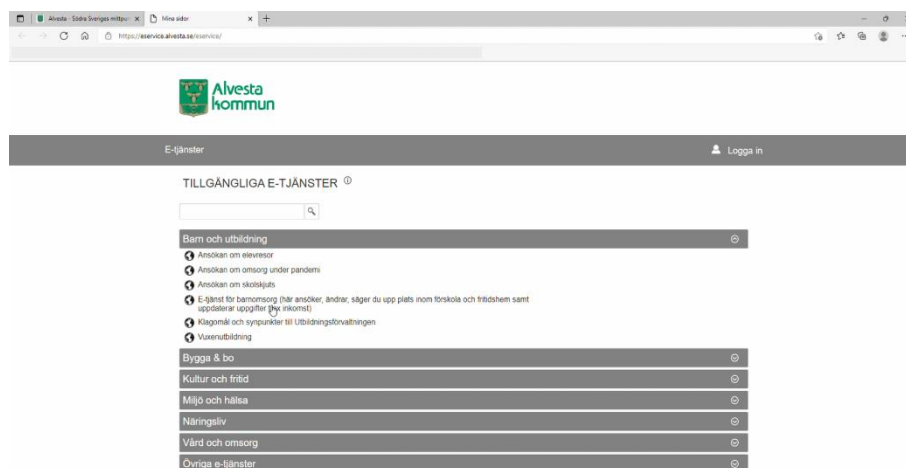 Alvesta - Södra Sveriges mittpu
Mina sidor
https://eservice.alvesta.se/eservice/
Alvesta
kommun
E-tjänster
Logga in
TILLGÄNGLIGA E-TJÄNSTER
Barn och utbildning
Ansökan om elevresor
Ansökan om omsorg under pandemi
Ansökan om skolskjuts
E-tjänst för barnomsorg (här ansöker, ändrar, säger du upp plats inom förskola och fritidshem samt
uppdaterar uppgifter inkomst)
Klagomål och synpunkter till Utbildningsförvaltningen
Vuxenutbildning
Bygga & bo
Kultur och fritid
Miljö och hälsa
Näringsliv
Vård och omsorg
Övriga e-tjänster